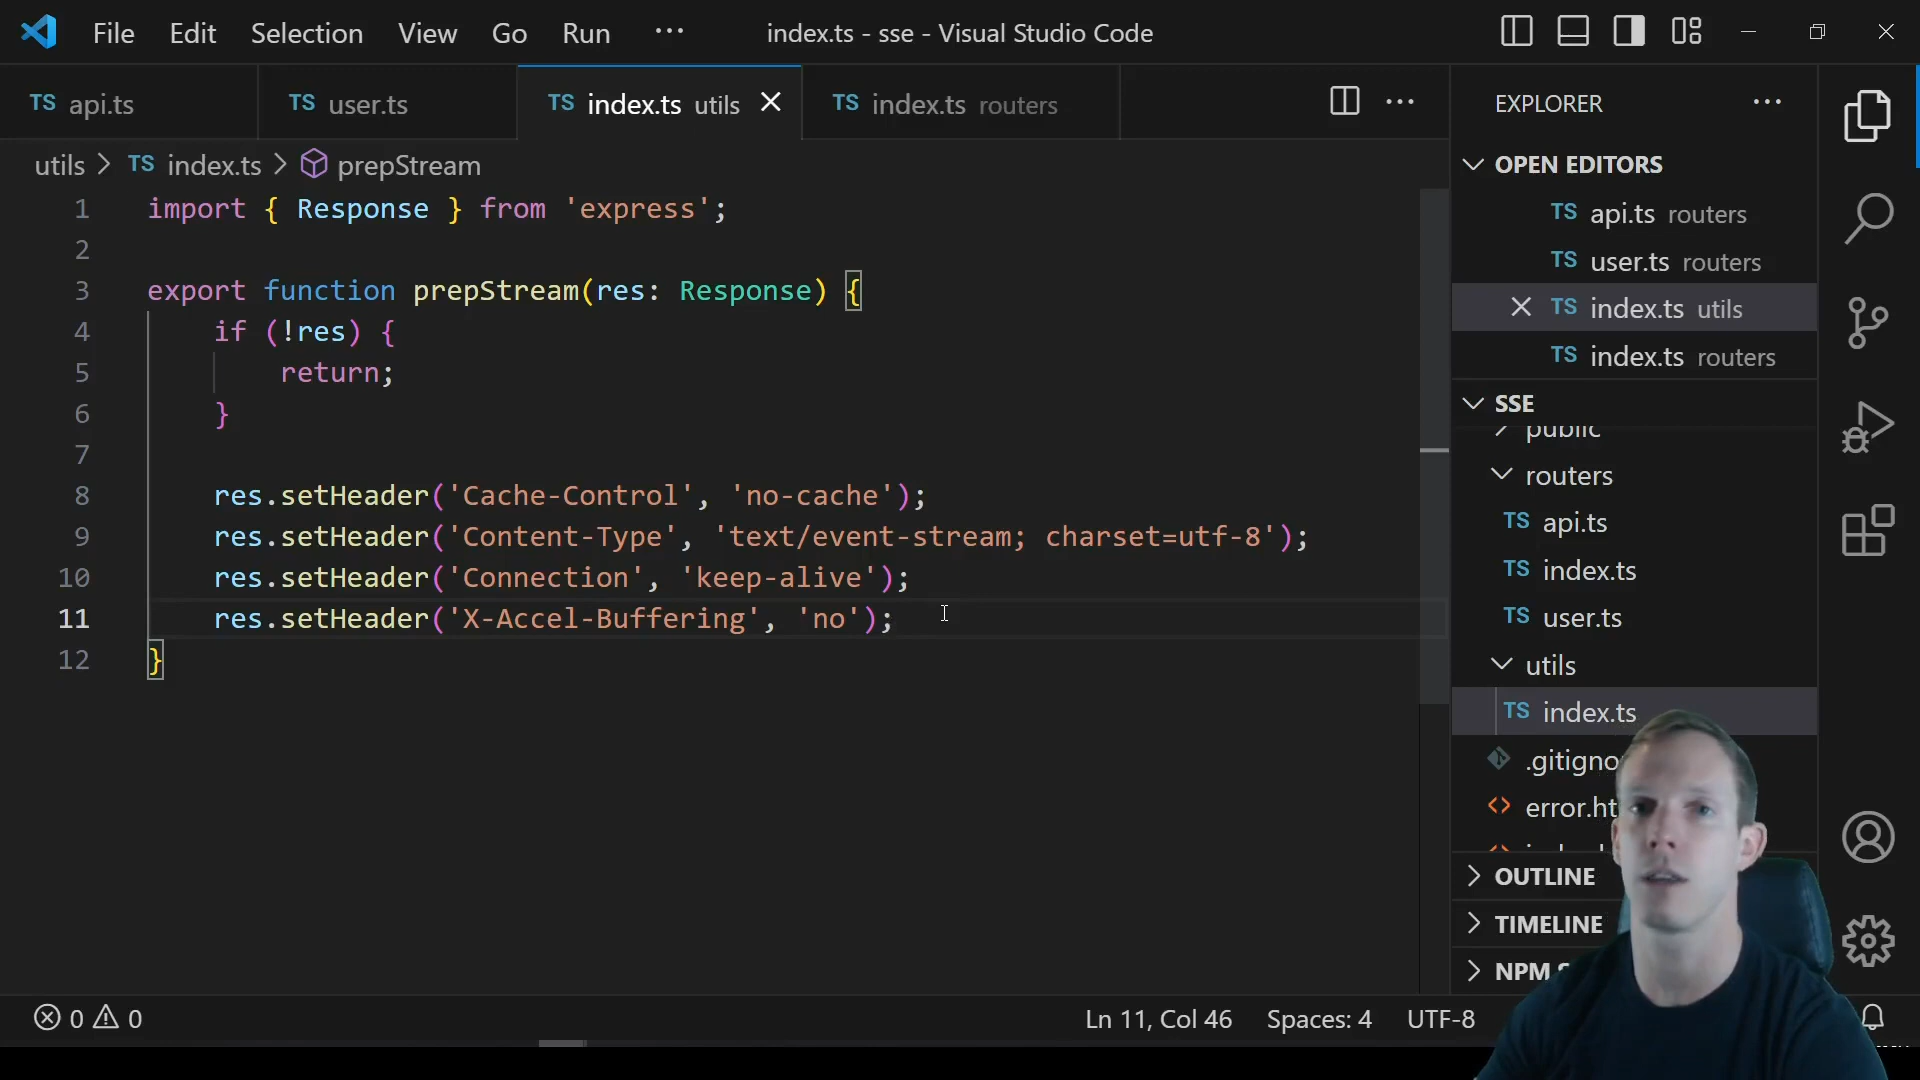 File Edit Selection View Go Run ··· index.ts - sse - Visual Studio Code
TS api.ts TS user.ts TS index.ts utils TS index.ts routers
utils > TS index.ts > prepStream
1 import { Response } from 'express';
2
3 export function prepStream(res: Response) {
4 if (!res) {
5 return;
6 }
7
8 res.setHeader('Cache-Control', 'no-cache');
9 res.setHeader('Content-Type', 'text/event-stream; charset=utf-8');
10 res.setHeader('Connection', 'keep-alive');
11 res.setHeader('X-Accel-Buffering', 'no');
12 }
EXPLORER
OPEN EDITORS
TS api.ts routers
TS user.ts routers
TS index.ts utils
TS index.ts routers
SSE
public
routers
TS api.ts
TS index.ts
TS user.ts
utils
TS index.ts
.gitigno
error.ht
OUTLINE
TIMELINE
NPM S
0 0 Ln 11, Col 46 Spaces: 4 UTF-8